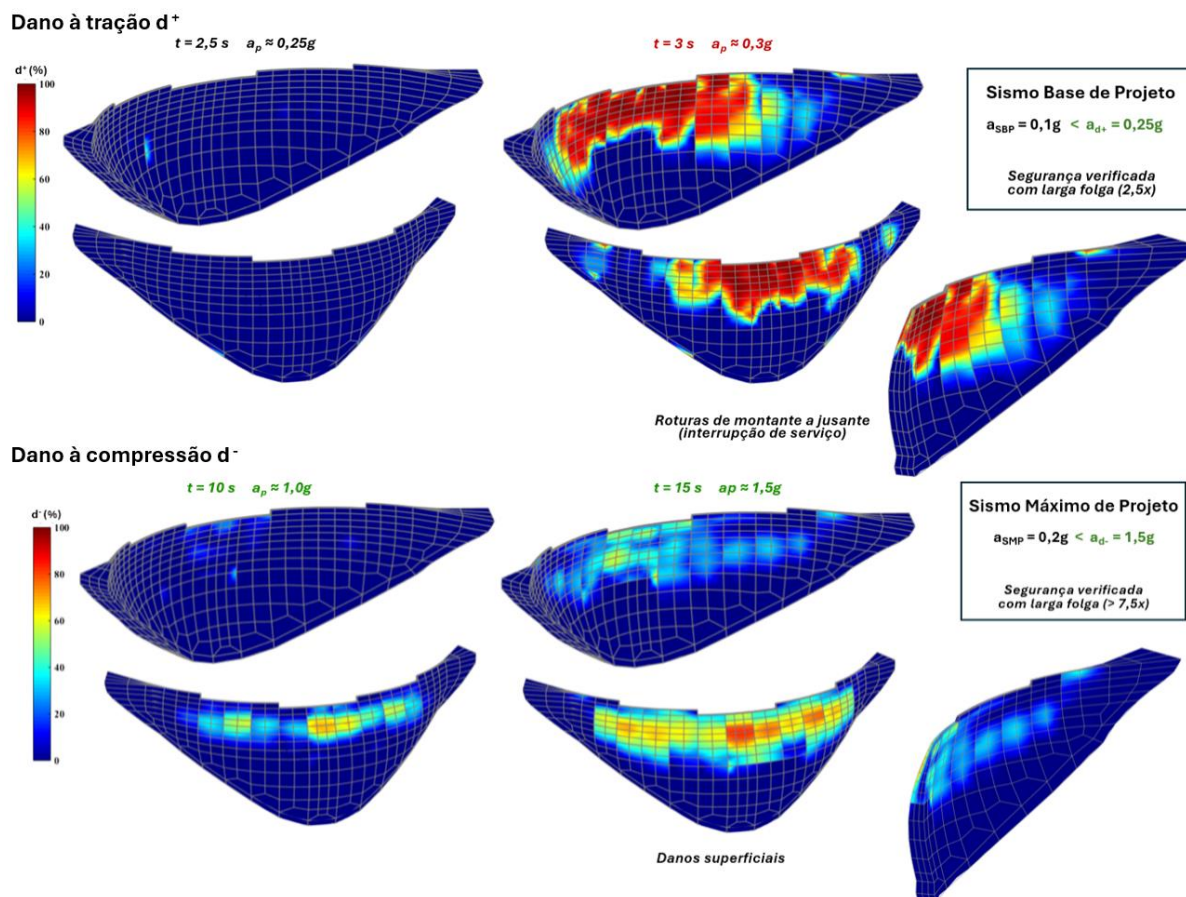 Dano à tração d⁺
t = 2,5 s   aₚ ≈ 0,25g
t = 3 s   aₚ ≈ 0,3g
d⁺ (%)
100
80
60
40
20
0
Sismo Base de Projeto
a_SBP = 0,1g < a_d+ = 0,25g
Segurança verificada
com larga folga (2,5x)
Roturas de montante a jusante
(interrupção de serviço)
Dano à compressão d⁻
t = 10 s   aₚ ≈ 1,0g
t = 15 s   ap ≈ 1,5g
d⁻ (%)
100
80
60
40
20
0
Sismo Máximo de Projeto
a_SMP = 0,2g < a_d- = 1,5g
Segurança verificada
com larga folga (> 7,5x)
Danos superficiais